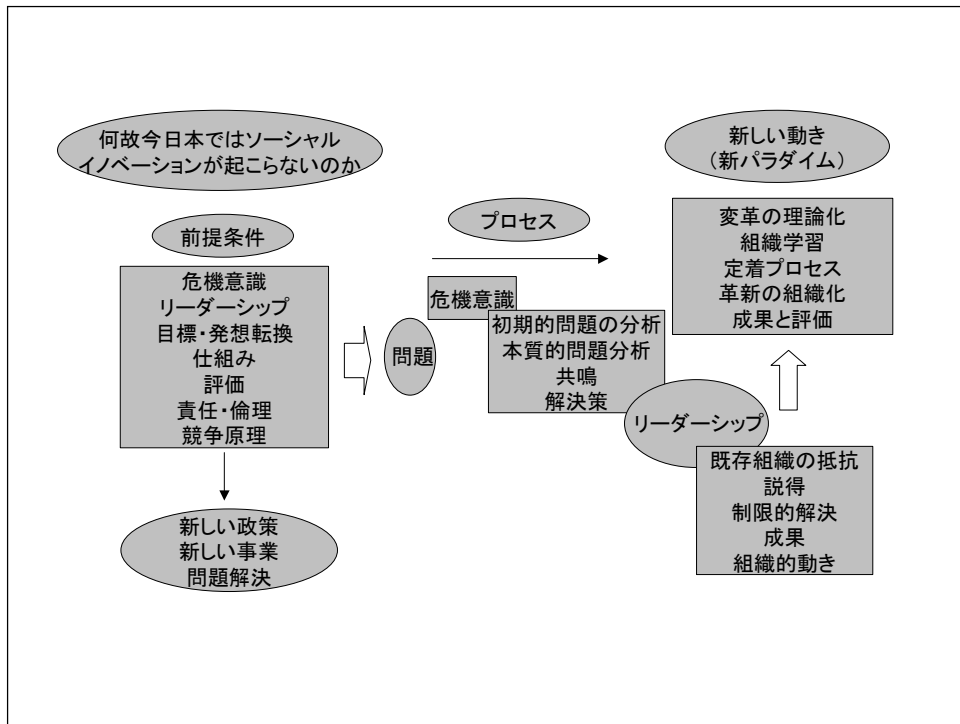 何故今日本ではソーシャル
イノベーションが起こらないのか
前提条件
危機意識
リーダーシップ
目標・発想転換
仕組み
評価
責任・倫理
競争原理
新しい政策
新しい事業
問題解決
問題
プロセス
危機意識
初期的問題の分析
本質的問題分析
共鳴
解決策
リーダーシップ
既存組織の抵抗
説得
制限的解決
成果
組織的動き
新しい動き
（新パラダイム）
変革の理論化
組織学習
定着プロセス
革新の組織化
成果と評価